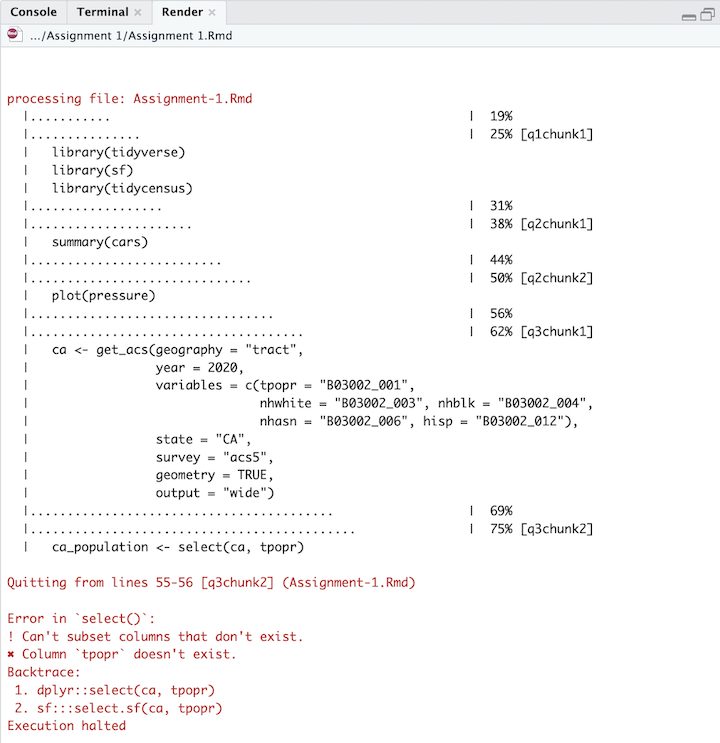 Console Terminal × Render ×
.../Assignment 1/Assignment 1.Rmd
processing file: Assignment-1.Rmd
|........... | 19%
|............... | 25% [q1chunk1]
| library(tidyverse)
| library(sf)
| library(tidycensus)
|.................. | 31%
|...................... | 38% [q2chunk1]
| summary(cars)
|.......................... | 44%
|.............................. | 50% [q2chunk2]
| plot(pressure)
|................................. | 56%
|..................................... | 62% [q3chunk1]
| ca <- get_acs(geography = "tract",
| year = 2020,
| variables = c(tpopr = "B03002_001",
| nhwhite = "B03002_003", nhblk = "B03002_004",
| nhasn = "B03002_006", hisp = "B03002_012"),
| state = "CA",
| survey = "acs5",
| geometry = TRUE,
| output = "wide")
|......................................... | 69%
|............................................ | 75% [q3chunk2]
| ca_population <- select(ca, tpopr)
Quitting from lines 55-56 [q3chunk2] (Assignment-1.Rmd)
Error in `select()`:
! Can't subset columns that don't exist.
✖ Column `tpopr` doesn't exist.
Backtrace:
1. dplyr::select(ca, tpopr)
2. sf:::select.sf(ca, tpopr)
Execution halted